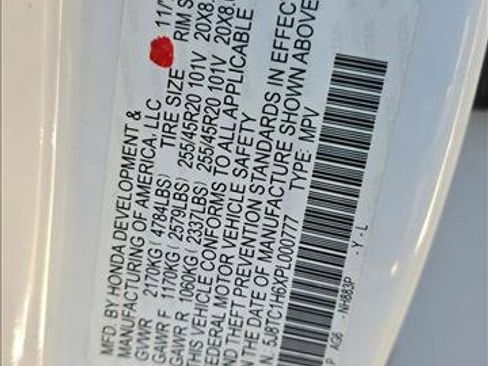 MFD. BY HONDA DEVELOPMENT &
MANUFACTURING OF AMERICA, LLC 11/
GVWR 2170KG( 4784LBS) TIRE SIZE RIM S
GAWR F 1170KG( 2579LBS) 255/45R20 101V 20X8.
GAWR R 1060KG( 2337LBS) 255/45R20 101V 20X8.
THIS VEHICLE CONFORMS TO ALL APPLICABLE
FEDERAL MOTOR VEHICLE SAFETY
AND THEFT PREVENTION STANDARDS IN EFFECT
ON THE DATE OF MANUFACTURE SHOWN ABOVE
N: 5J8TC1H6XPL000777 TYPE: MPV
P NH883P - Y - L